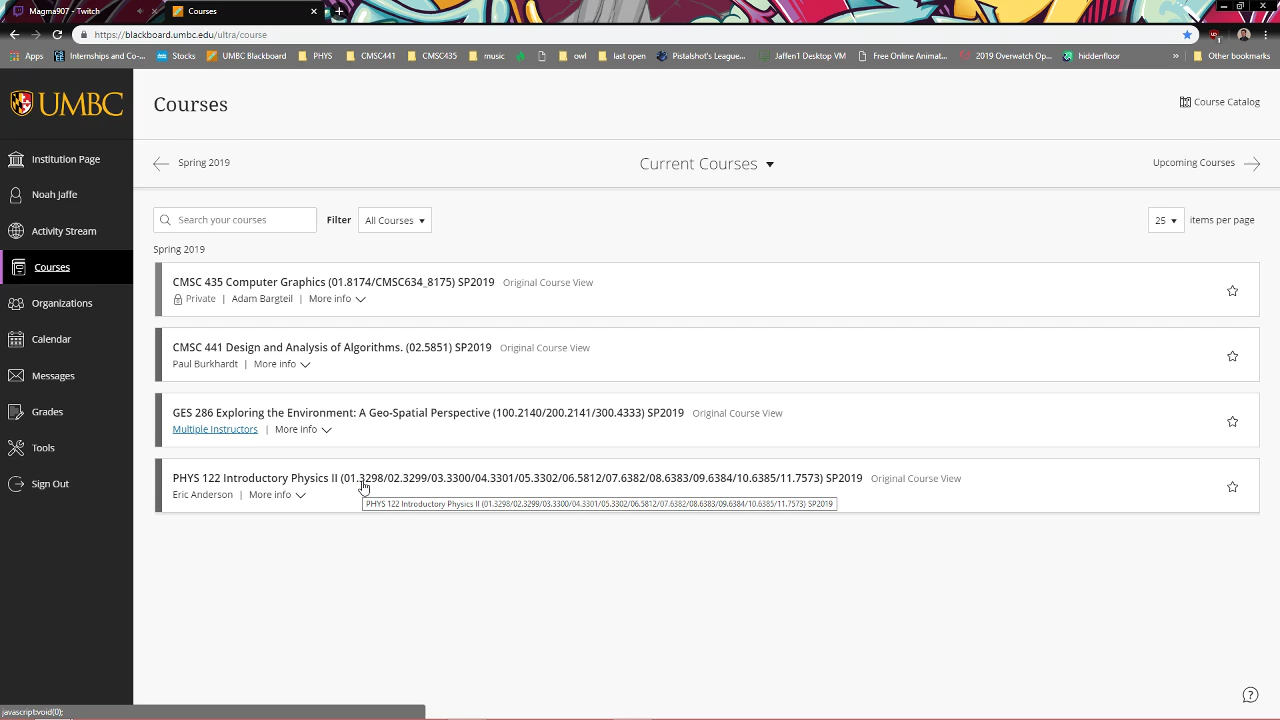 Magma907 - Twitch
Courses
https://blackboard.umbc.edu/ultra/course
Apps
Internships and Co-...
Stocks
UMBC Blackboard
PHYS
CMSC441
CMSC435
music
owl
last open
Pistalshot's League...
Jaffen1 Desktop VM
Free Online Animat...
2019 Overwatch Op...
hiddenfloor
»
Other bookmarks
UMBC
Courses
Course Catalog
Institution Page
Noah Jaffe
Activity Stream
Courses
Organizations
Calendar
Messages
Grades
Tools
Sign Out
Spring 2019
Current Courses
Upcoming Courses
Search your courses
Filter
All Courses
25
items per page
Spring 2019
CMSC 435 Computer Graphics (01.8174/CMSC634_8175) SP2019 Original Course View
Private | Adam Bargteil | More info
CMSC 441 Design and Analysis of Algorithms. (02.5851) SP2019 Original Course View
Paul Burkhardt | More info
GES 286 Exploring the Environment: A Geo-Spatial Perspective (100.2140/200.2141/300.4333) SP2019 Original Course View
Multiple Instructors | More info
PHYS 122 Introductory Physics II (01.3298/02.3299/03.3300/04.3301/05.3302/06.5812/07.6382/08.6383/09.6384/10.6385/11.7573) SP2019 Original Course View
Eric Anderson | More info
PHYS 122 Introductory Physics II (01.3298/02.3299/03.3300/04.3301/05.3302/06.5812/07.6382/08.6383/09.6384/10.6385/11.7573) SP2019
javascript:void(0);